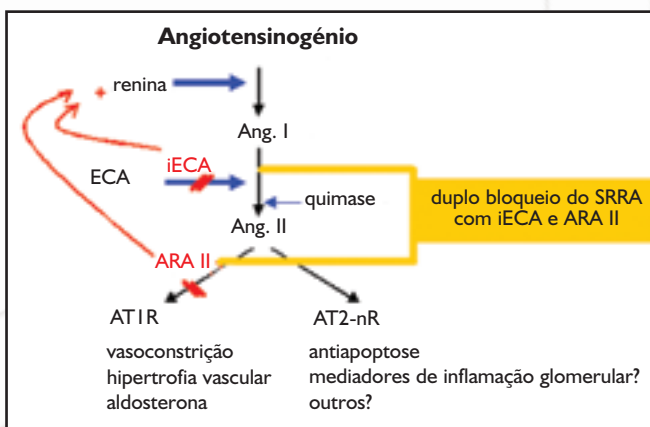 Angiotensinogénio
+ renina
Ang. I
iECA
ECA
quimase
duplo bloqueio do SRRA
com iECA e ARA II
Ang. II
ARA II
AT1R
AT2-nR
vasoconstrição
hipertrofia vascular
aldosterona
antiapoptose
mediadores de inflamação glomerular?
outros?